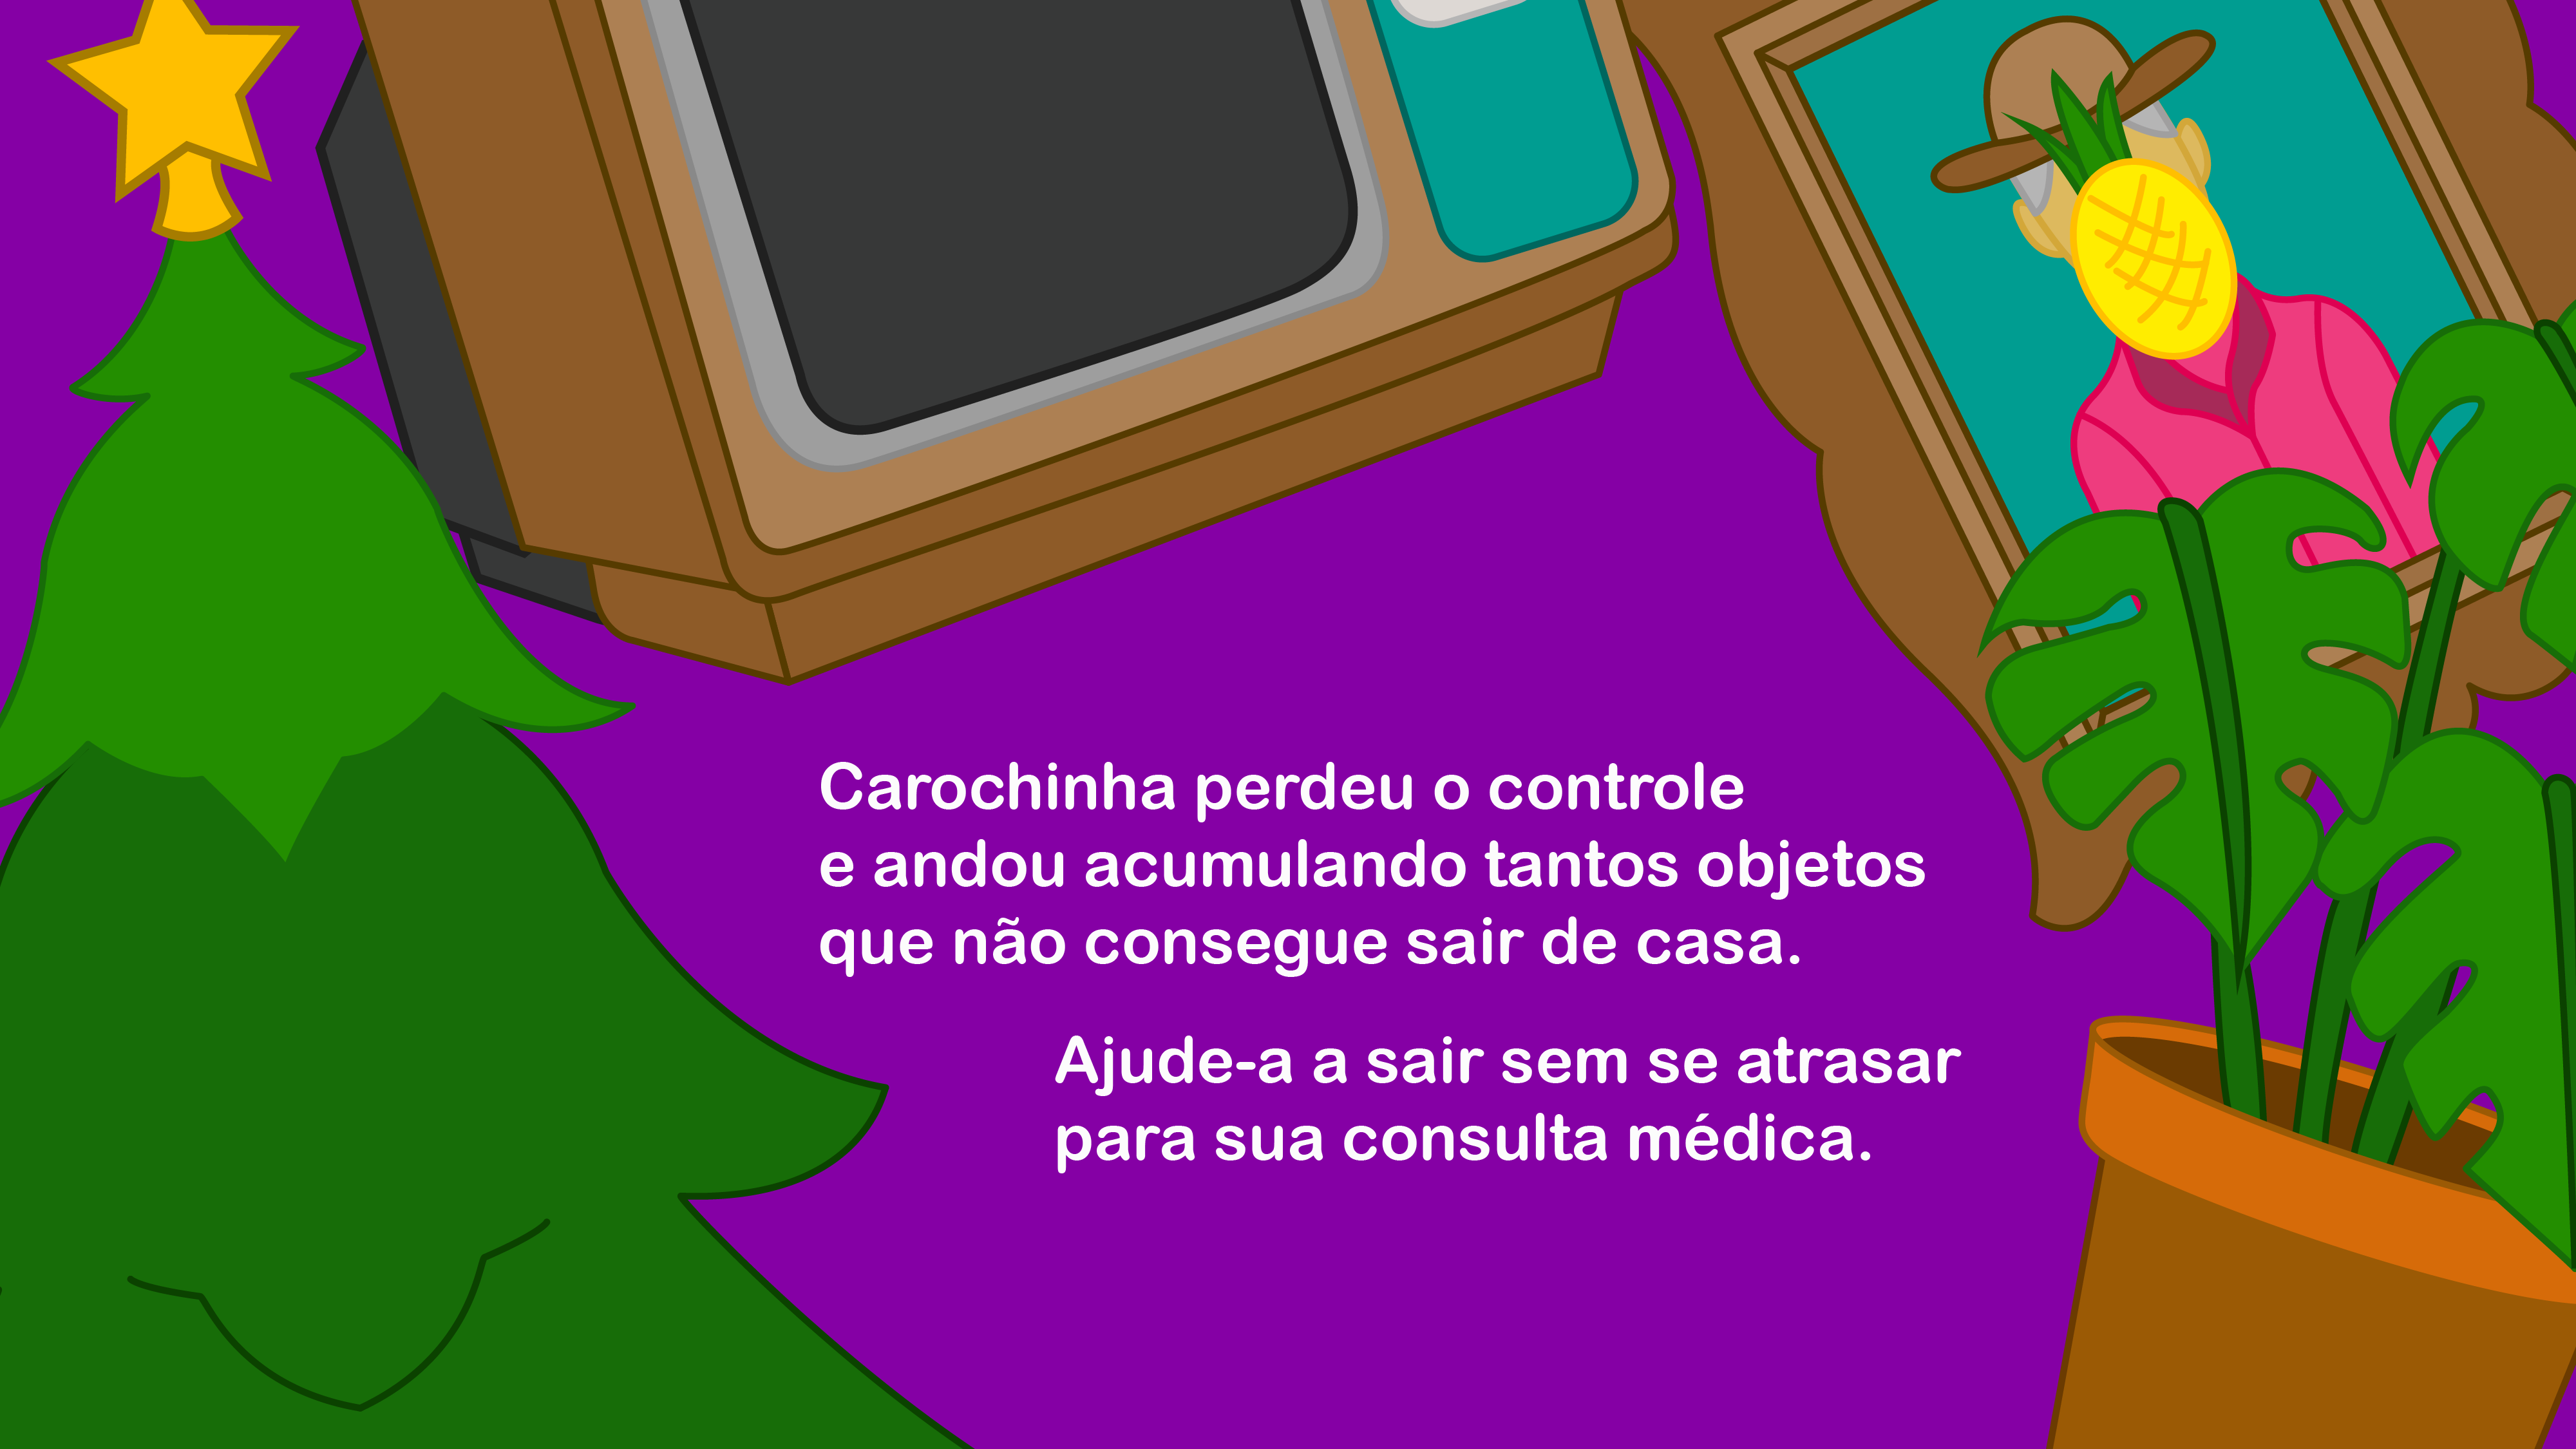 Carochinha perdeu o controle
e andou acumulando tantos objetos
que não consegue sair de casa.
Ajude-a a sair sem se atrasar
para sua consulta médica.